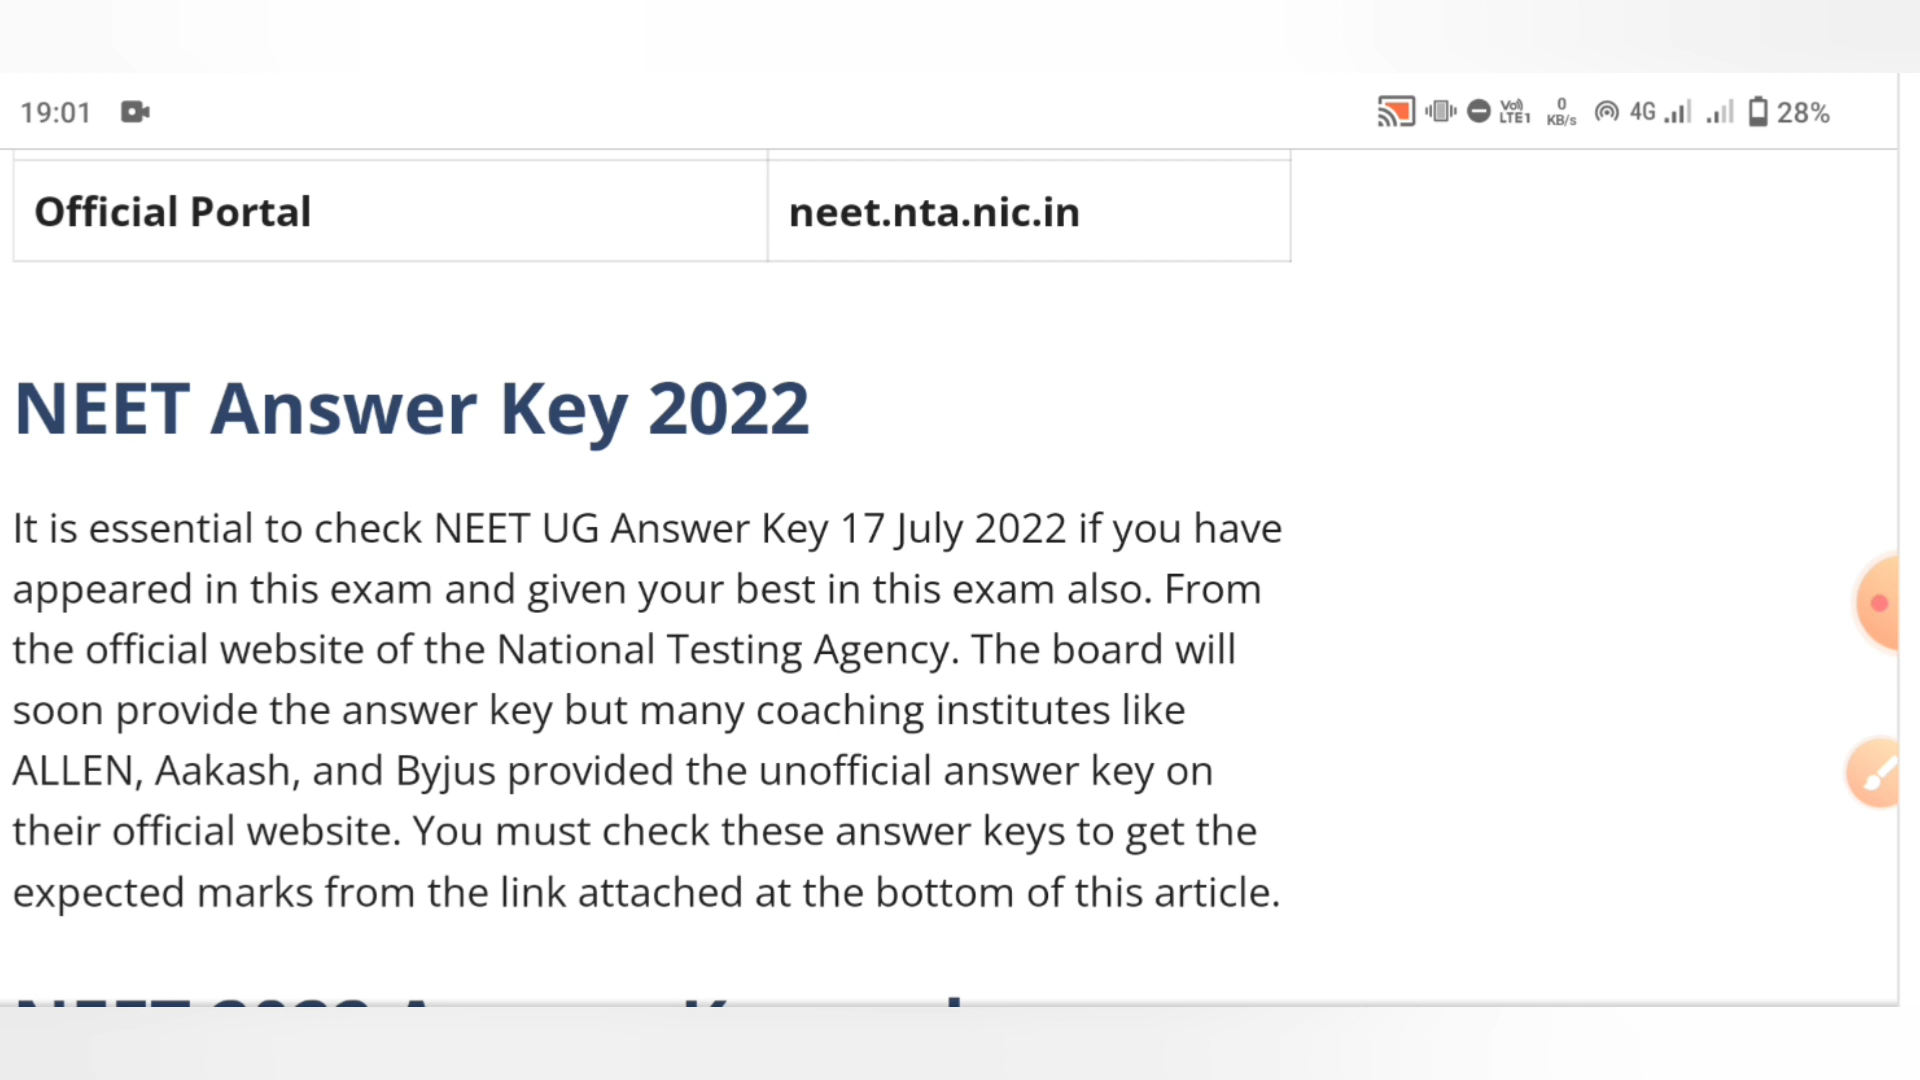 19:01 Vo) LTE1 0 KB/s 4G 28%
Official Portal neet.nta.nic.in
NEET Answer Key 2022
It is essential to check NEET UG Answer Key 17 July 2022 if you have
appeared in this exam and given your best in this exam also. From
the official website of the National Testing Agency. The board will
soon provide the answer key but many coaching institutes like
ALLEN, Aakash, and Byjus provided the unofficial answer key on
their official website. You must check these answer keys to get the
expected marks from the link attached at the bottom of this article.